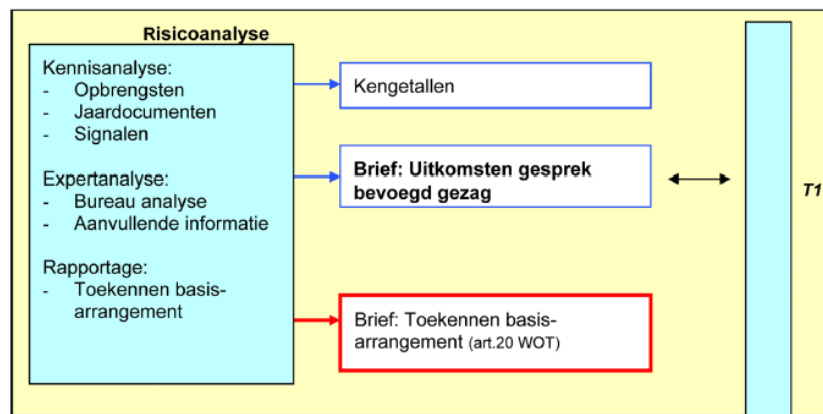 Risicoanalyse
Kennisanalyse:
- Opbrengsten
- Jaardocumenten
- Signalen
Expertanalyse:
- Bureau analyse
- Aanvullende informatie
Rapportage:
- Toekennen basis-
arrangement
Kengetallen
Brief: Uitkomsten gesprek
bevoegd gezag
Brief: Toekennen basis-
arrangement (art.20 WOT)
T1